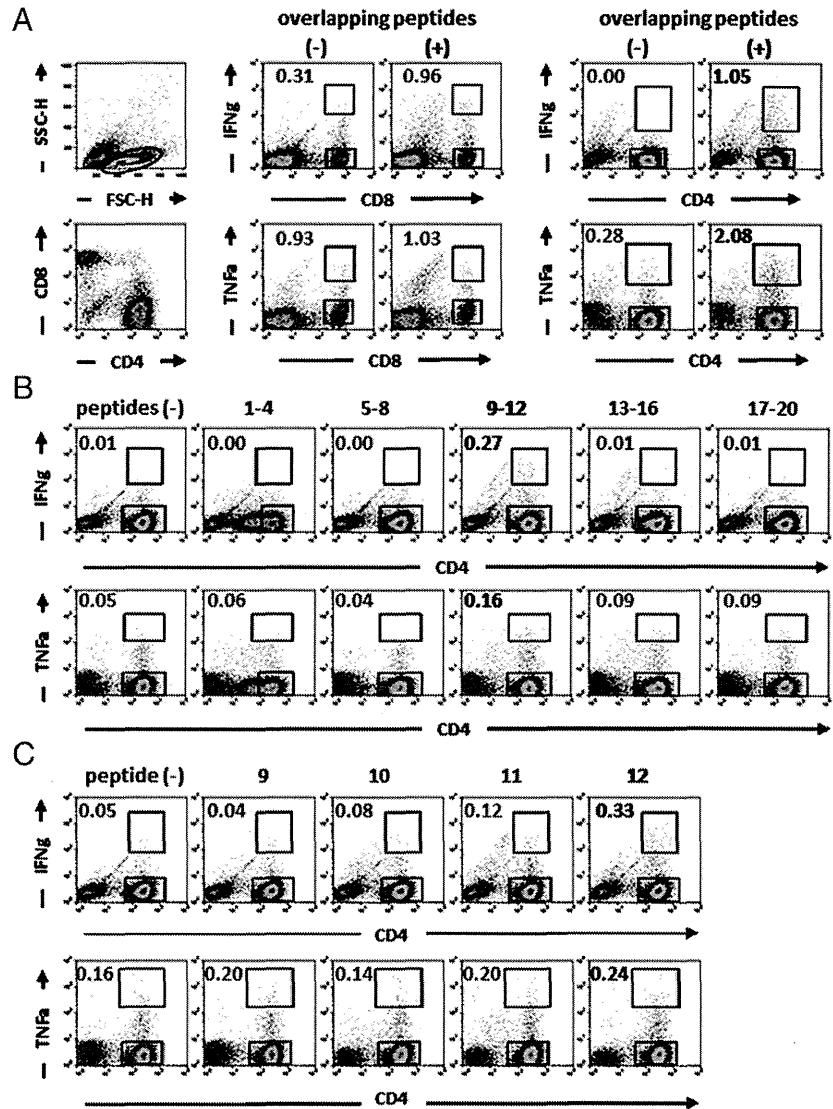 A
overlapping peptides
overlapping peptides
(-) (+)
(-) (+)
SSC-H
FSC-H
IFNg
0.31
0.96
CD8
IFNg
0.00
1.05
CD4
CD8
CD4
TNFa
0.93
1.03
CD8
TNFa
0.28
2.08
CD4
B
peptides (-) 1-4 5-8 9-12 13-16 17-20
IFNg
0.01 0.00 0.00 0.27 0.01 0.01
CD4
TNFa
0.05 0.06 0.04 0.16 0.09 0.09
CD4
C
peptide (-) 9 10 11 12
IFNg
0.05 0.04 0.08 0.12 0.33
CD4
TNFa
0.16 0.20 0.14 0.20 0.24
CD4